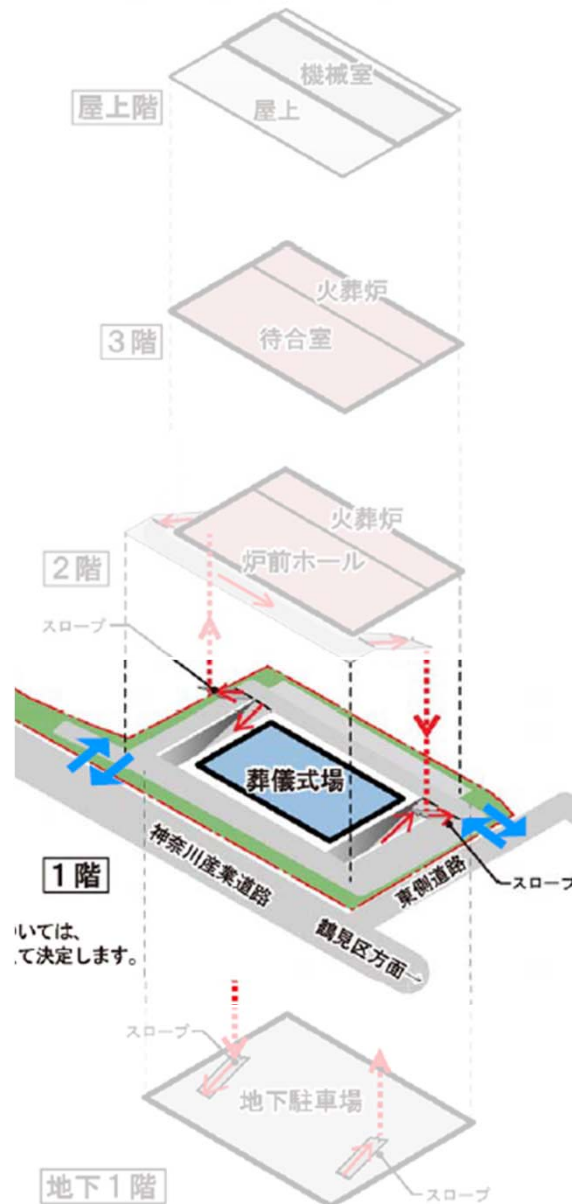 機械室
屋上
屋上階
火葬炉
待合室
3階
火葬炉
炉前ホール
2階
スロープ
葬儀式場
神奈川産業道路
東側道路
スロープ
1階
鶴見区方面→
いては、
て決定します。
スロープ
地下駐車場
スロープ
地下1階